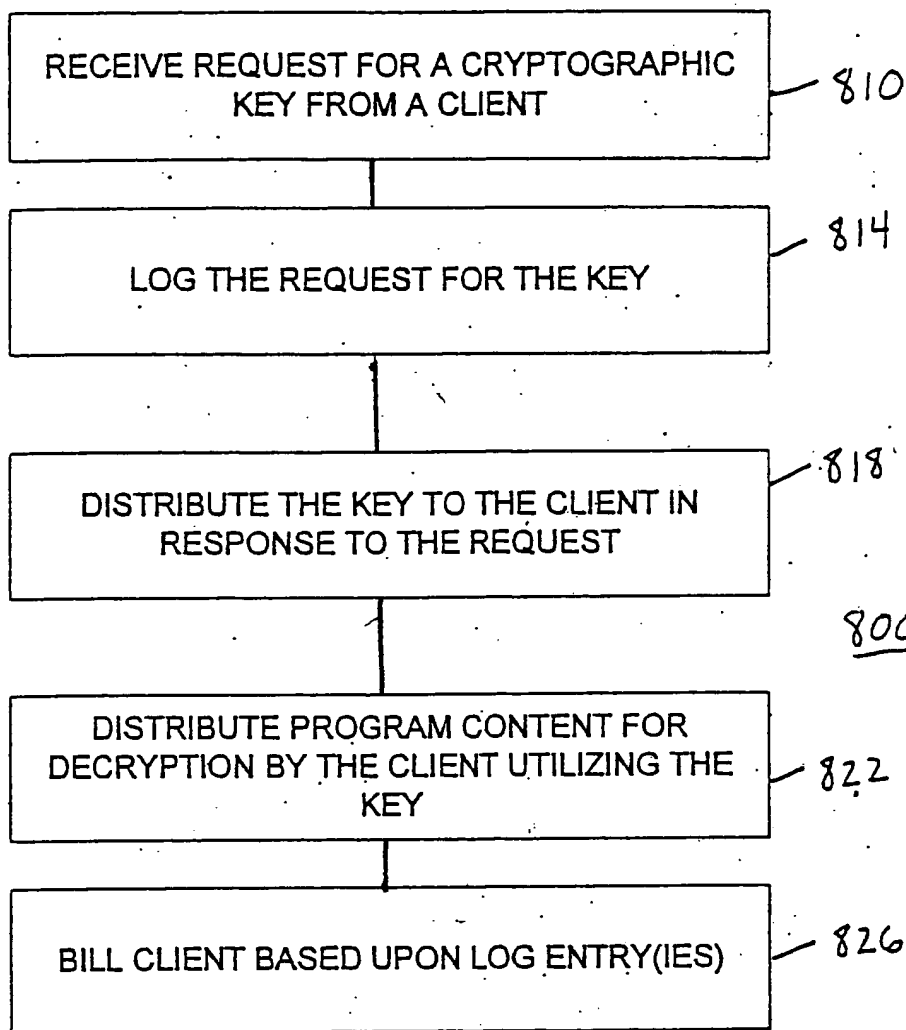 RECEIVE REQUEST FOR A CRYPTOGRAPHIC
KEY FROM A CLIENT
810
LOG THE REQUEST FOR THE KEY
814
DISTRIBUTE THE KEY TO THE CLIENT IN
RESPONSE TO THE REQUEST
818
800
DISTRIBUTE PROGRAM CONTENT FOR
DECRYPTION BY THE CLIENT UTILIZING THE
KEY
822
BILL CLIENT BASED UPON LOG ENTRY(IES)
826